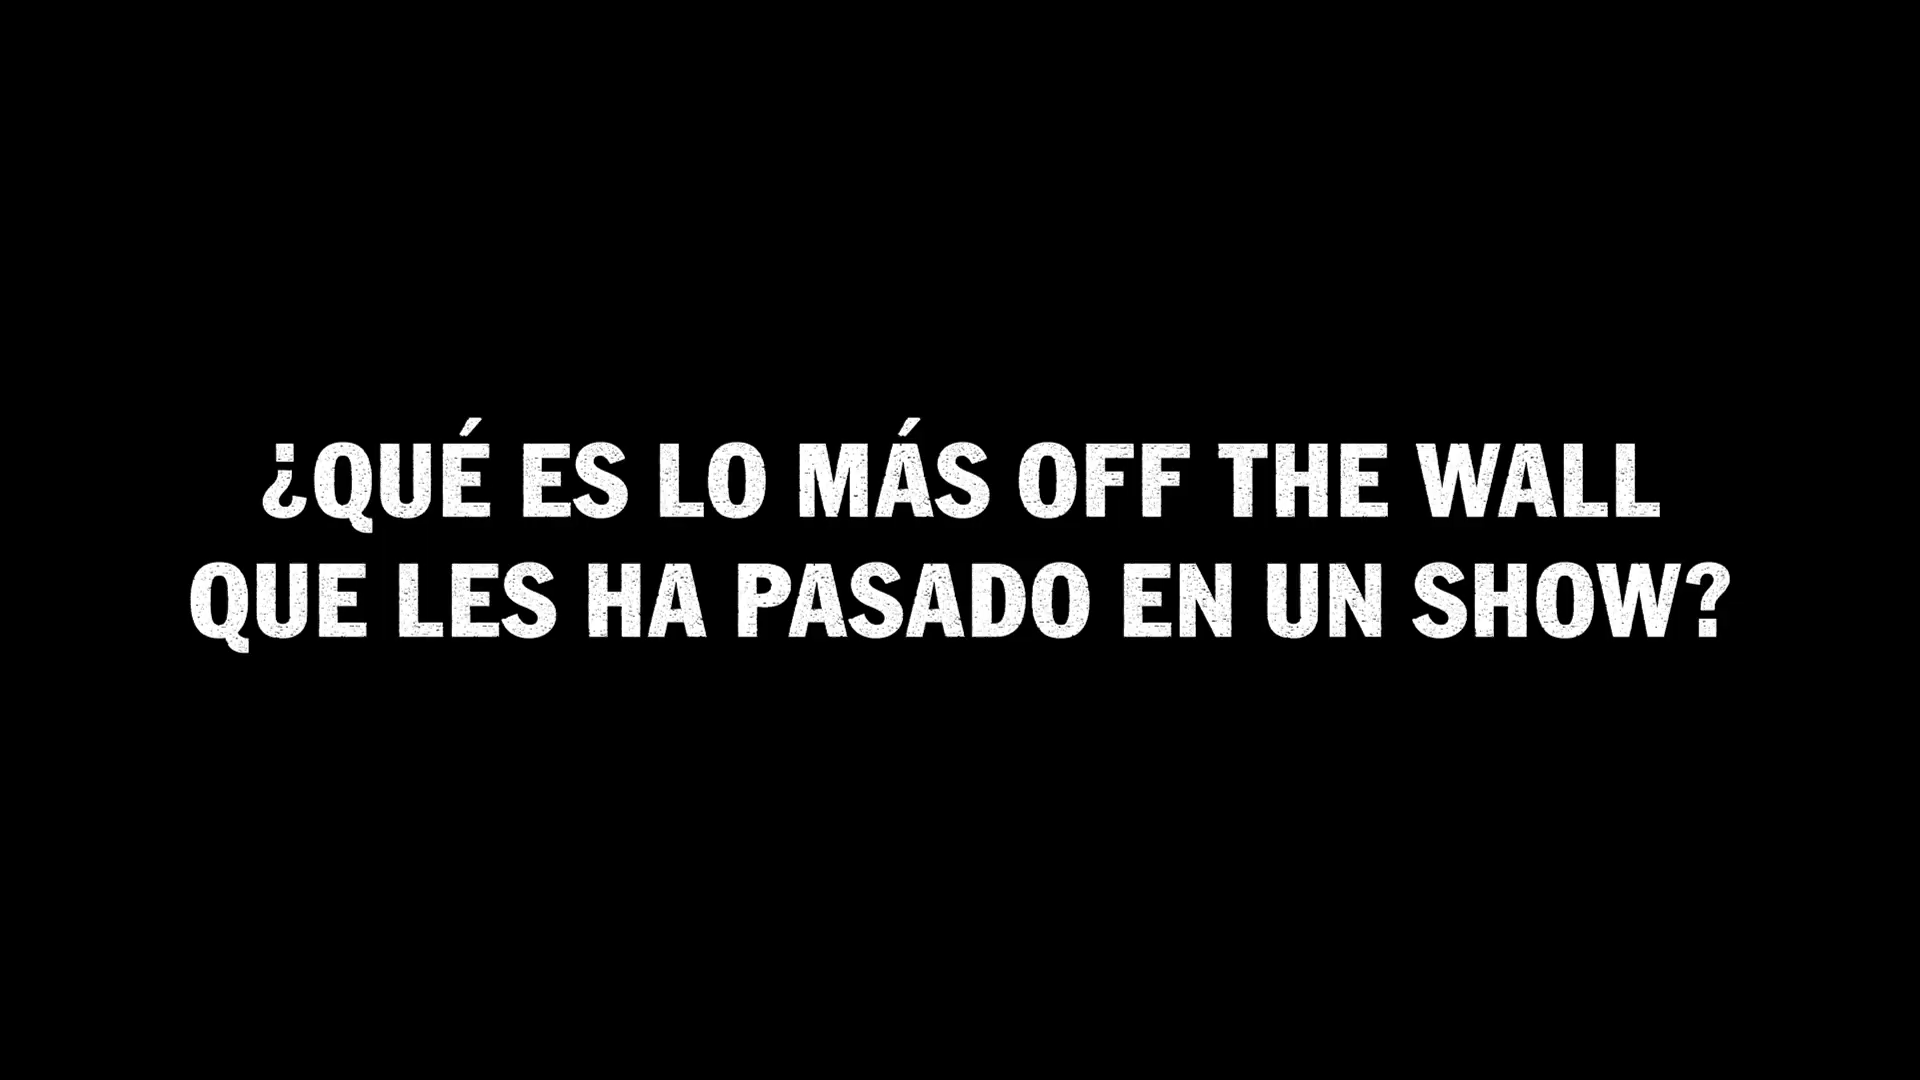 ¿QUÉ ES LO MÁS OFF THE WALL
QUE LES HA PASADO EN UN SHOW?